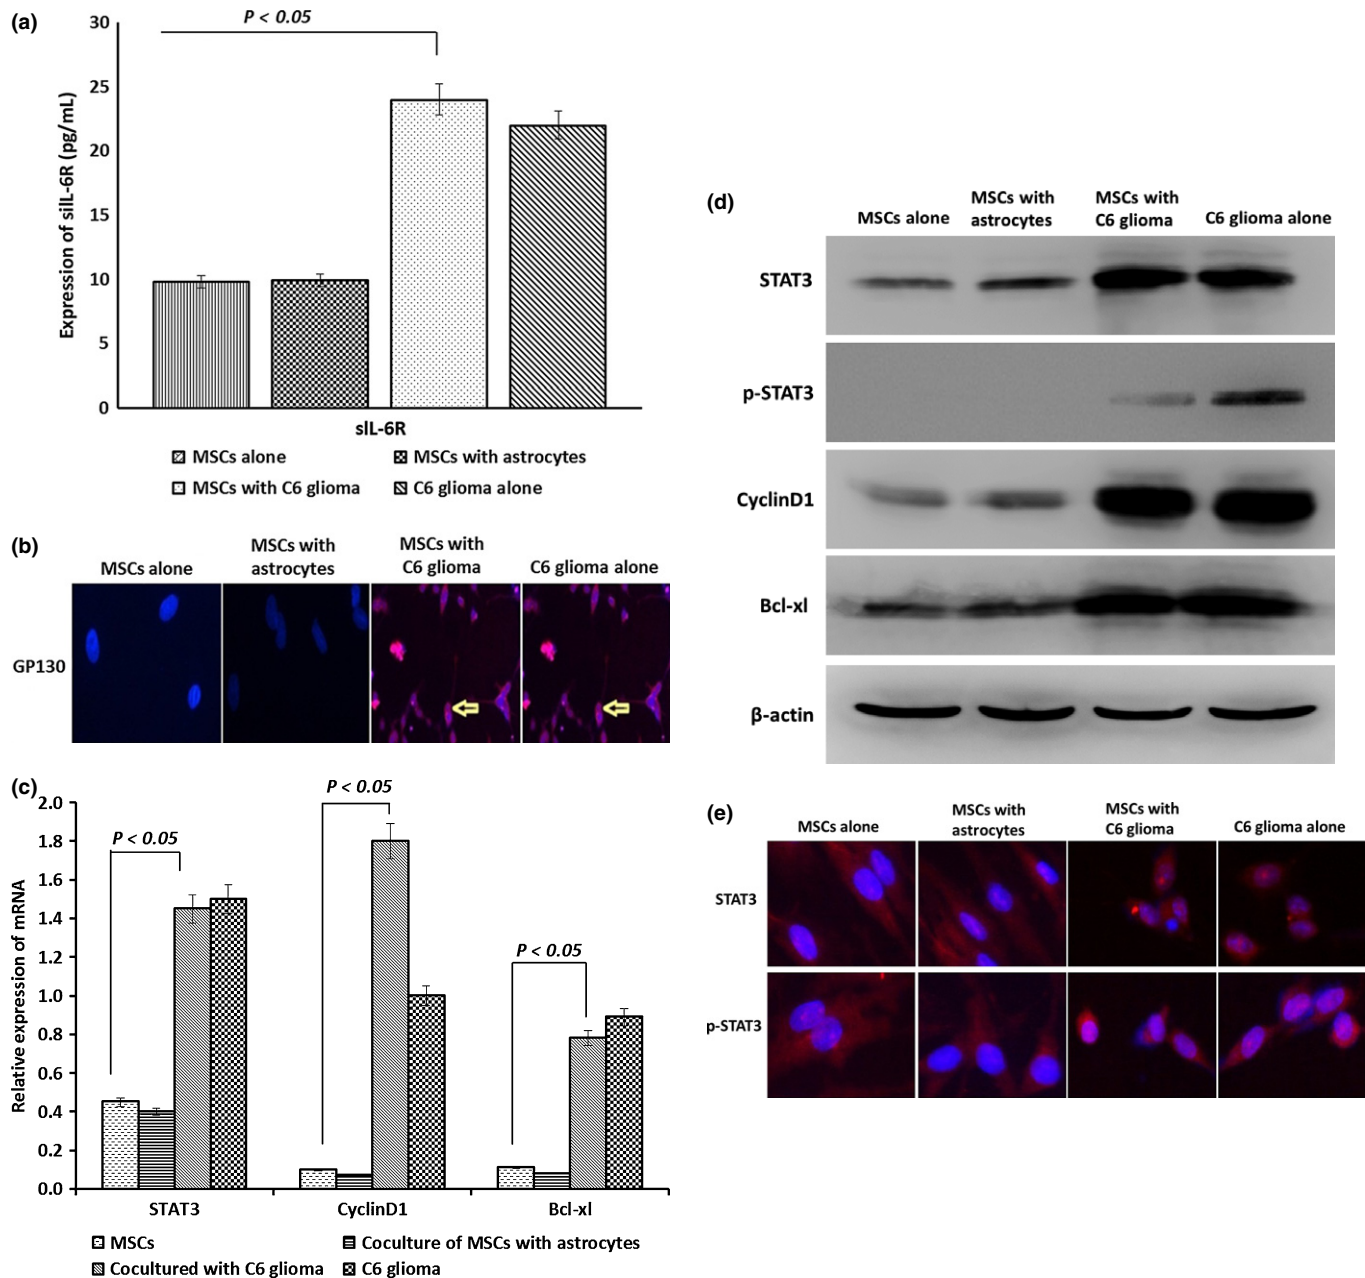 (a)
P < 0.05
30
25
20
15
10
5
0
Expression of silL-6R (pg/mL)
sIL-6R
MSCs alone
MSCs with astrocytes
MSCs with C6 glioma
C6 glioma alone
(b)
MSCs alone
MSCs with
astrocytes
MSCs with
C6 glioma
C6 glioma alone
GP130
(c)
P < 0.05
P < 0.05
P < 0.05
2.0
1.8
1.6
1.4
1.2
1.0
0.8
0.6
0.4
0.2
0.0
Relative expression of mRNA
STAT3
CyclinD1
Bcl-xl
MSCs
Coculture of MSCs with astrocytes
Cocultured with C6 glioma
C6 glioma
(d)
MSCs alone
MSCs with
astrocytes
MSCs with
C6 glioma
C6 glioma alone
STAT3
p-STAT3
CyclinD1
Bcl-xl
β-actin
(e)
MSCs alone
MSCs with
astrocytes
MSCs with
C6 glioma
C6 glioma alone
STAT3
p-STAT3